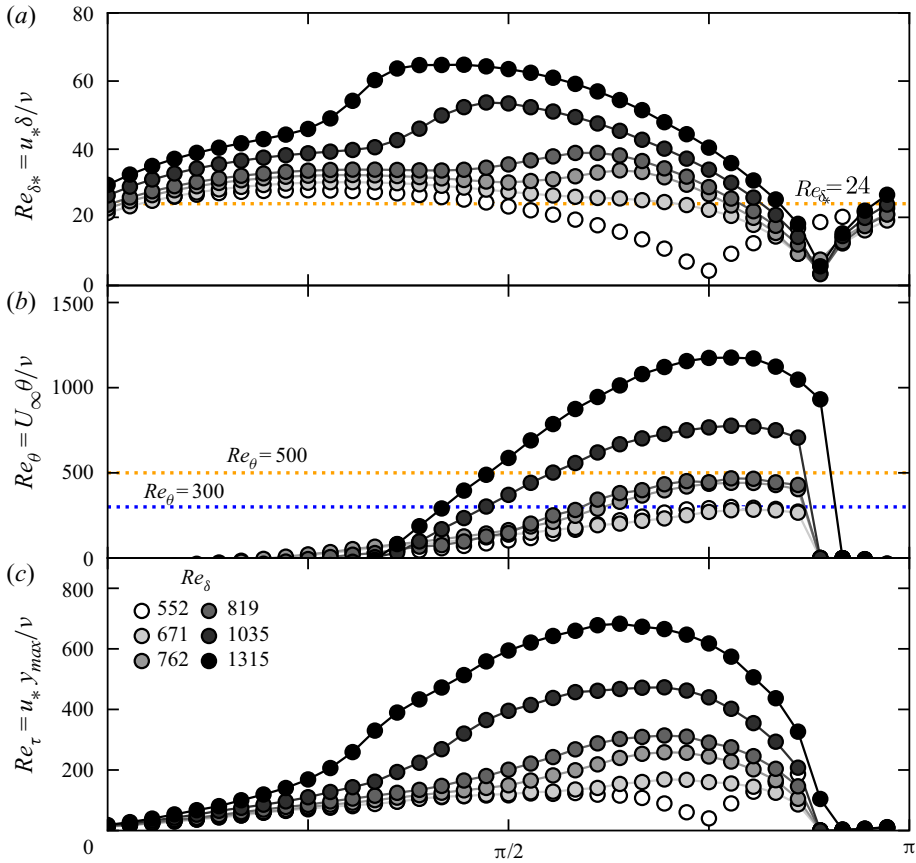 (a)
80
60
40
20
0
Re_δ* = u_* δ/ν
Re_δ* = 24
(b)
1500
1000
500
0
Re_θ = U_∞ θ/ν
Re_θ = 500
Re_θ = 300
(c)
800
600
400
200
0
Re_τ = u_* y_max/ν
Re_δ
552 819
671 1035
762 1315
π/2 π